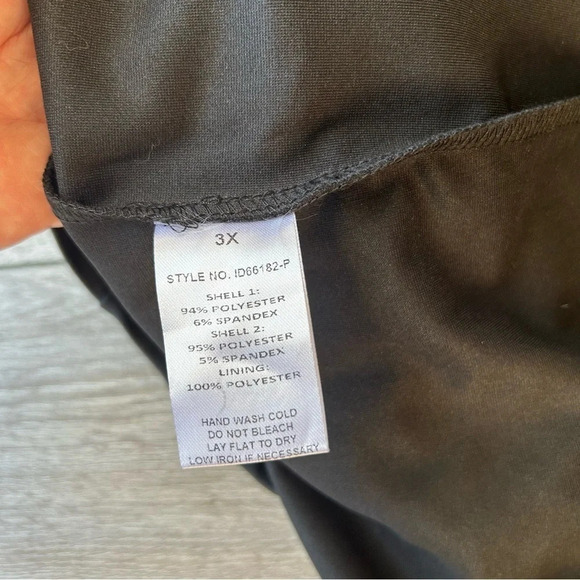 3X
STYLE NO. ID66182-P
SHELL 1:
94% POLYESTER
6% SPANDEX
SHELL 2:
95% POLYESTER
5% SPANDEX
LINING:
100% POLYESTER
HAND WASH COLD
DO NOT BLEACH
LAY FLAT TO DRY
LOW IRON IF NECESSARY